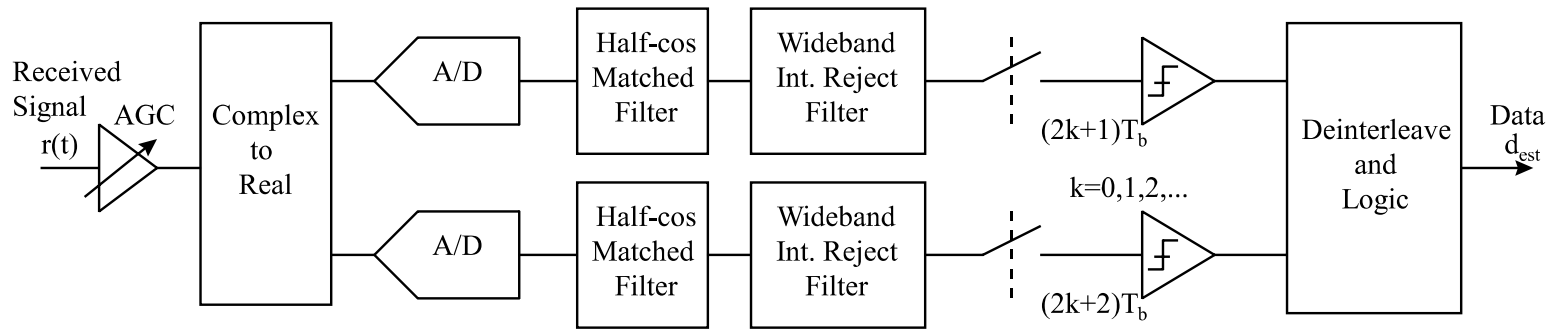 Received
Signal
r(t)
AGC
Complex
to
Real
A/D
Half-cos
Matched
Filter
Wideband
Int. Reject
Filter
(2k+1)T_b
A/D
Half-cos
Matched
Filter
Wideband
Int. Reject
Filter
k=0,1,2,...
(2k+2)T_b
Deinterleave
and
Logic
Data
d_est